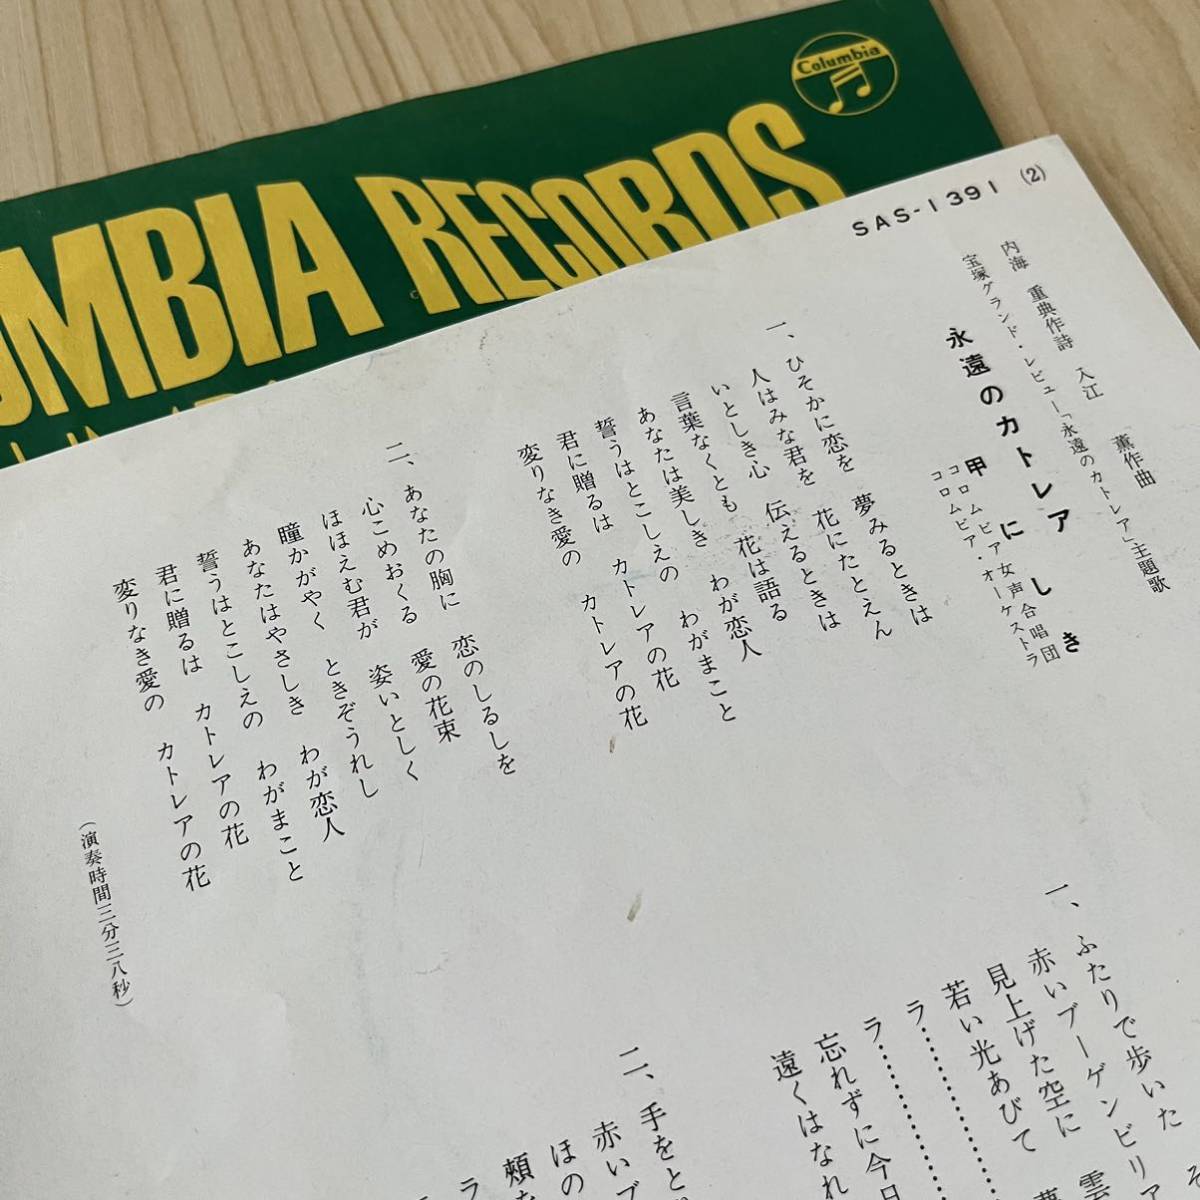 Columbia
RECORDS
SAS-1391 (2)
内海 重典作詩 入江 薫作曲
宝塚グランド・レビュー「永遠のカトレア」主題歌
永遠のカトレア
甲 に し き
コロムビア女声合唱団
コロムビア・オーケストラ
一、ひそかに恋を 夢みるときは
人はみな君を 花にたとえん
いとしき心 伝えるときは
言葉なくとも 花は語る
あなたは美しき わが恋人
誓うはとこしえの わがまこと
君に贈るは カトレアの花
変りなき愛の カトレアの花
二、あなたの胸に 恋のしるしを
心こめおくる 愛の花束
ほほえむ君が 姿いとしく
瞳かがやく ときぞうれし
あなたはやさしき わが恋人
誓うはとこしえの わがまこと
君に贈るは カトレアの花
変りなき愛の カトレアの花
(演奏時間三分三八秒)
一、ふたりで歩いた
赤いブーゲンビリア
見上げた空に 雲
若い光あびて
ラ…………
ラ…………
忘れずに今日
遠くはなれ
二、手をと
赤いブ
ほの
頬
ラ